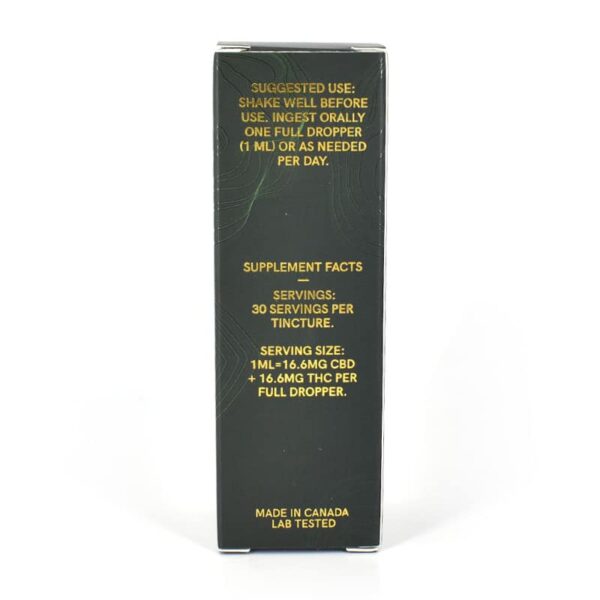 SUGGESTED USE:
SHAKE WELL BEFORE
USE. INGEST ORALLY
ONE FULL DROPPER
(1 ML) OR AS NEEDED
PER DAY.
SUPPLEMENT FACTS
—
SERVINGS:
30 SERVINGS PER
TINCTURE.
SERVING SIZE:
1ML=16.6MG CBD
+ 16.6MG THC PER
FULL DROPPER.
MADE IN CANADA
LAB TESTED